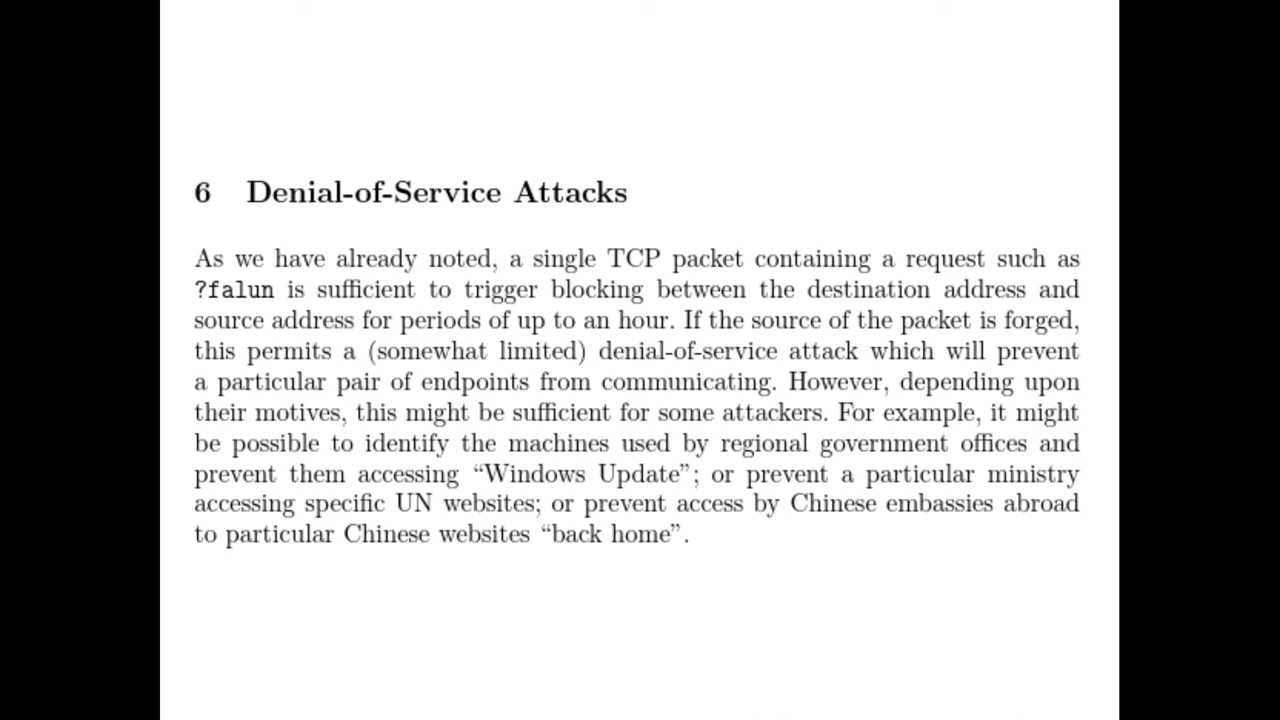 6 Denial-of-Service Attacks
As we have already noted, a single TCP packet containing a request such as
?falun is sufficient to trigger blocking between the destination address and
source address for periods of up to an hour. If the source of the packet is forged,
this permits a (somewhat limited) denial-of-service attack which will prevent
a particular pair of endpoints from communicating. However, depending upon
their motives, this might be sufficient for some attackers. For example, it might
be possible to identify the machines used by regional government offices and
prevent them accessing “Windows Update”; or prevent a particular ministry
accessing specific UN websites; or prevent access by Chinese embassies abroad
to particular Chinese websites “back home”.